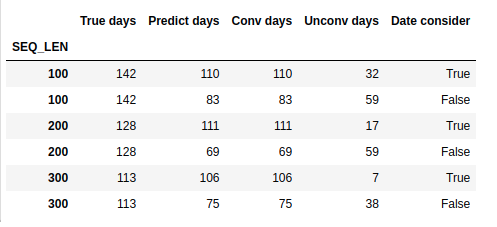 True days Predict days Conv days Unconv days Date consider
SEQ_LEN
100 142 110 110 32 True
100 142 83 83 59 False
200 128 111 111 17 True
200 128 69 69 59 False
300 113 106 106 7 True
300 113 75 75 38 False